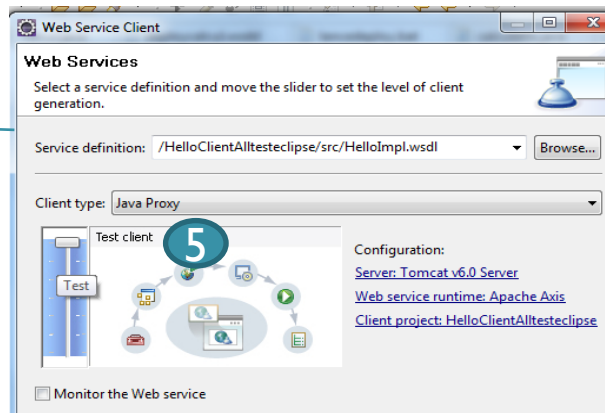 Web Service Client
Web Services
Select a service definition and move the slider to set the level of client
generation.
Service definition: /HelloClientAlltesteclipse/src/HelloImpl.wsdl Browse...
Client type: Java Proxy
Test client
5
Test
Configuration:
Server: Tomcat v6.0 Server
Web service runtime: Apache Axis
Client project: HelloClientAlltesteclipse
Monitor the Web service